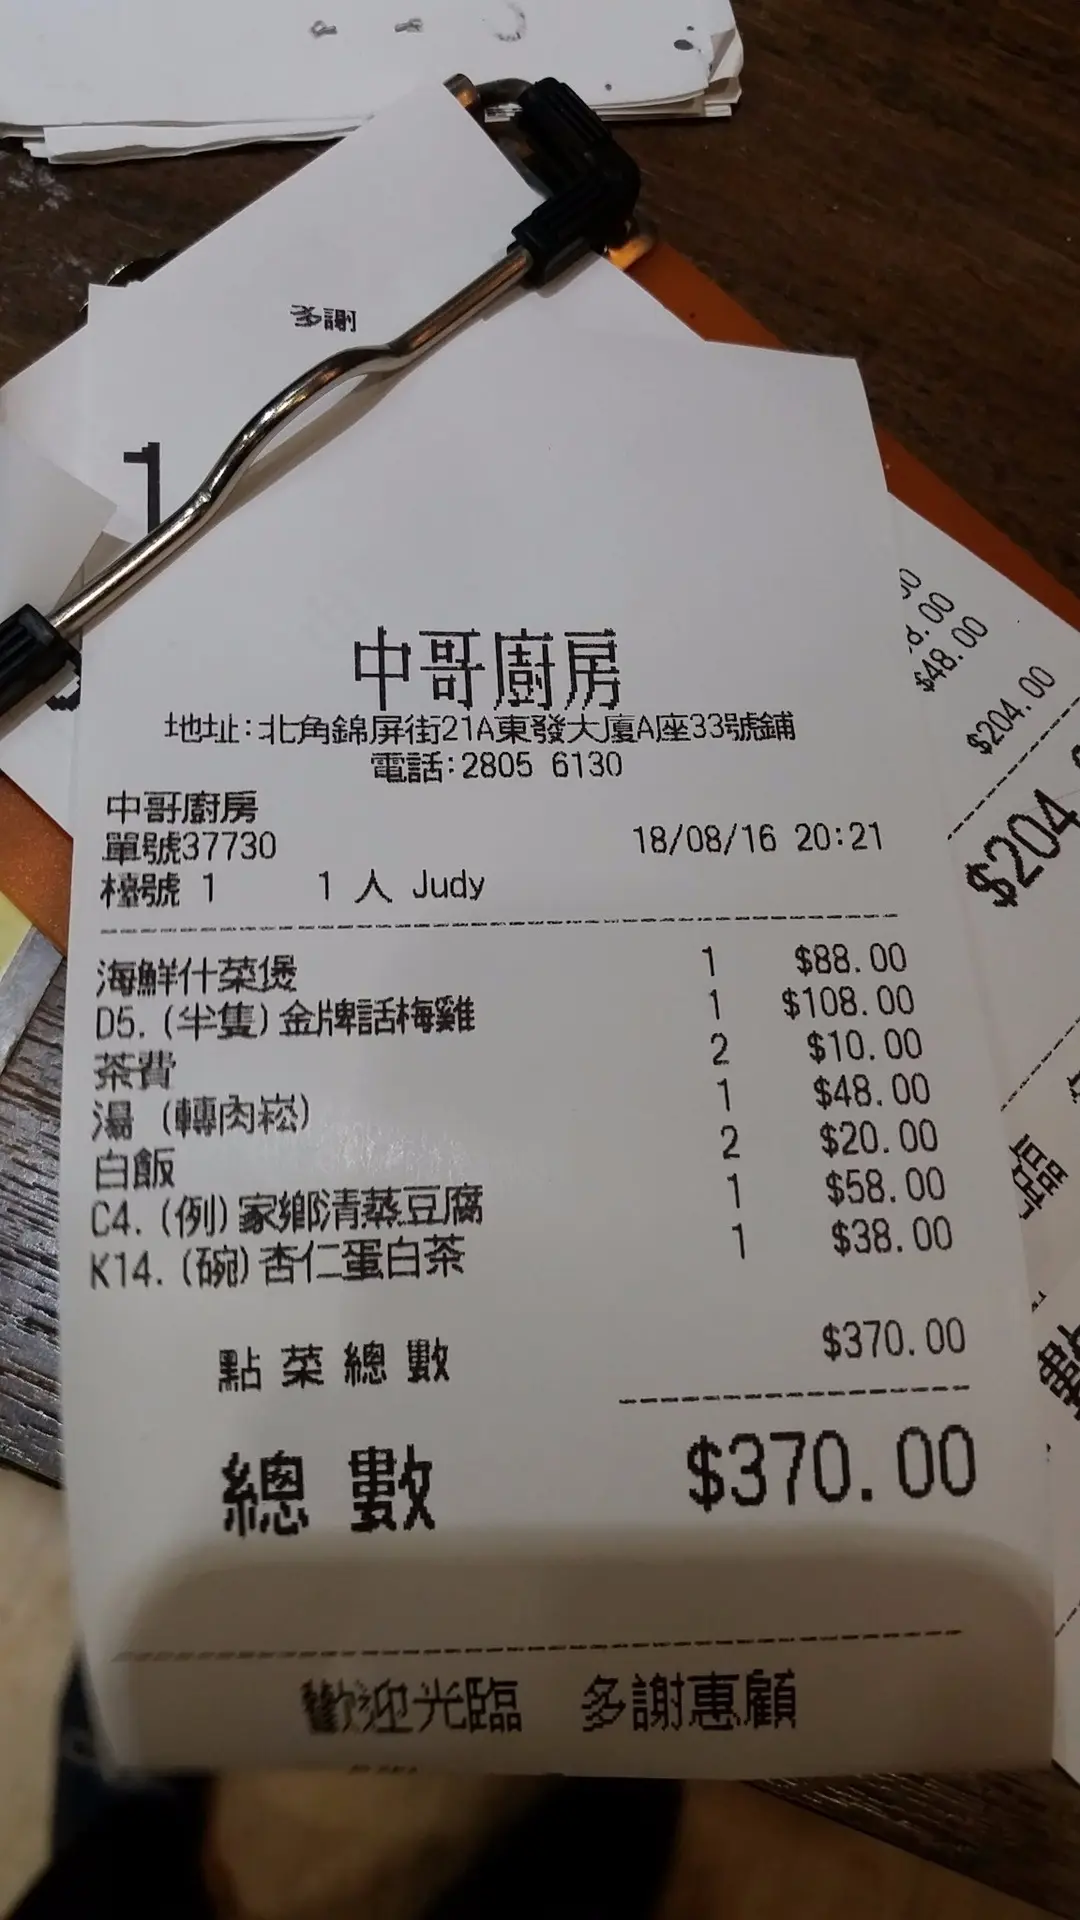 多謝
1
中哥廚房
地址:北角錦屏街21A東發大廈A座33號鋪
電話:2805 6130
中哥廚房
單號37730 18/08/16 20:21
檯號 1 1 人 Judy
海鮮什菜煲 1 $88.00
D5. (半隻) 金牌話梅雞 1 $108.00
茶費 2 $10.00
湯 (轉肉崧) 1 $48.00
白飯 2 $20.00
C4. (例) 家鄉清蒸豆腐 1 $58.00
K14. (碗) 杏仁蛋白茶 1 $38.00
點 菜 總 數 $370.00
總 數 $370.00
歡迎光臨 多謝惠顧
$48.00
$204.00
$204